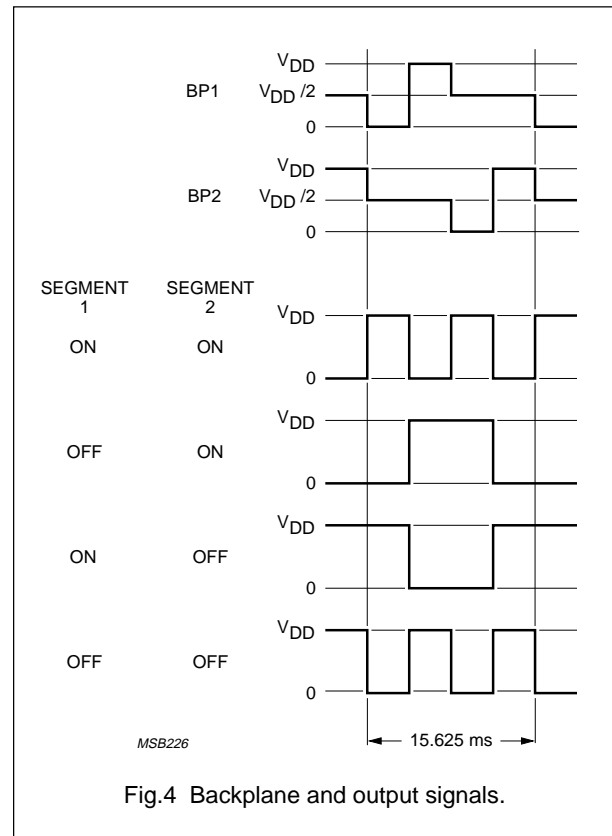 V_DD
BP1 V_DD /2
0
V_DD
BP2 V_DD /2
0
SEGMENT 1 SEGMENT 2
V_DD
ON ON
0
V_DD
OFF ON
0
V_DD
ON OFF
0
V_DD
OFF OFF
0
MSB226
15.625 ms
Fig.4 Backplane and output signals.